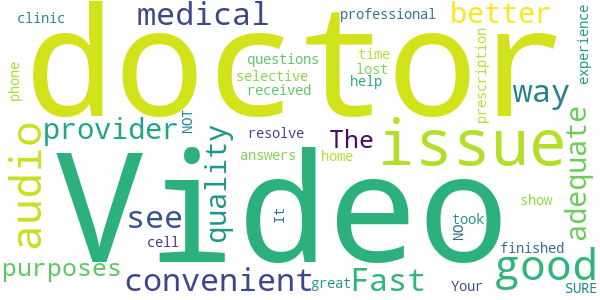 clinic
medical
professional
better
experience
doctor
phone
questions
time
selective
lost
received
help
prescription
way
audio
provider
NOT
quality
resolve
The
issue
adequate
answers
home
Video
see
cell
It
took
NO
show
finished
good
purposes
convenient
great
Fast
Your
SURE